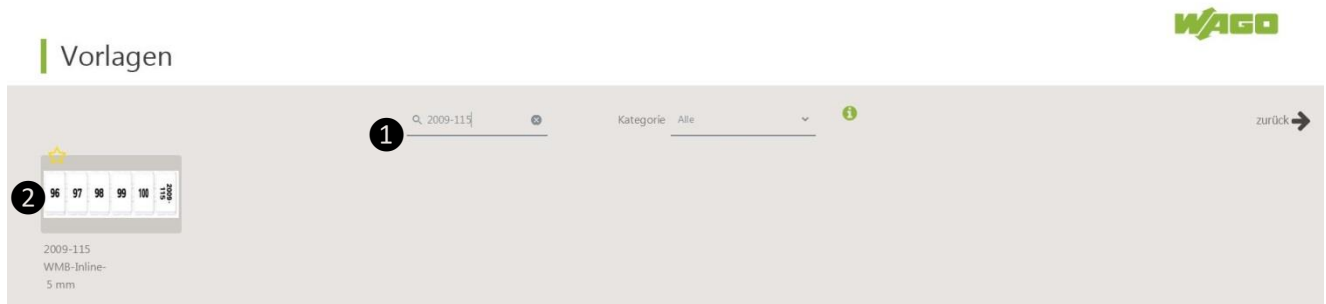 WAGO
Vorlagen
1
2009-115
Kategorie Alle
zurück
2
96 97 98 99 100 2009-115
2009-115
WMB-Inline-
5 mm